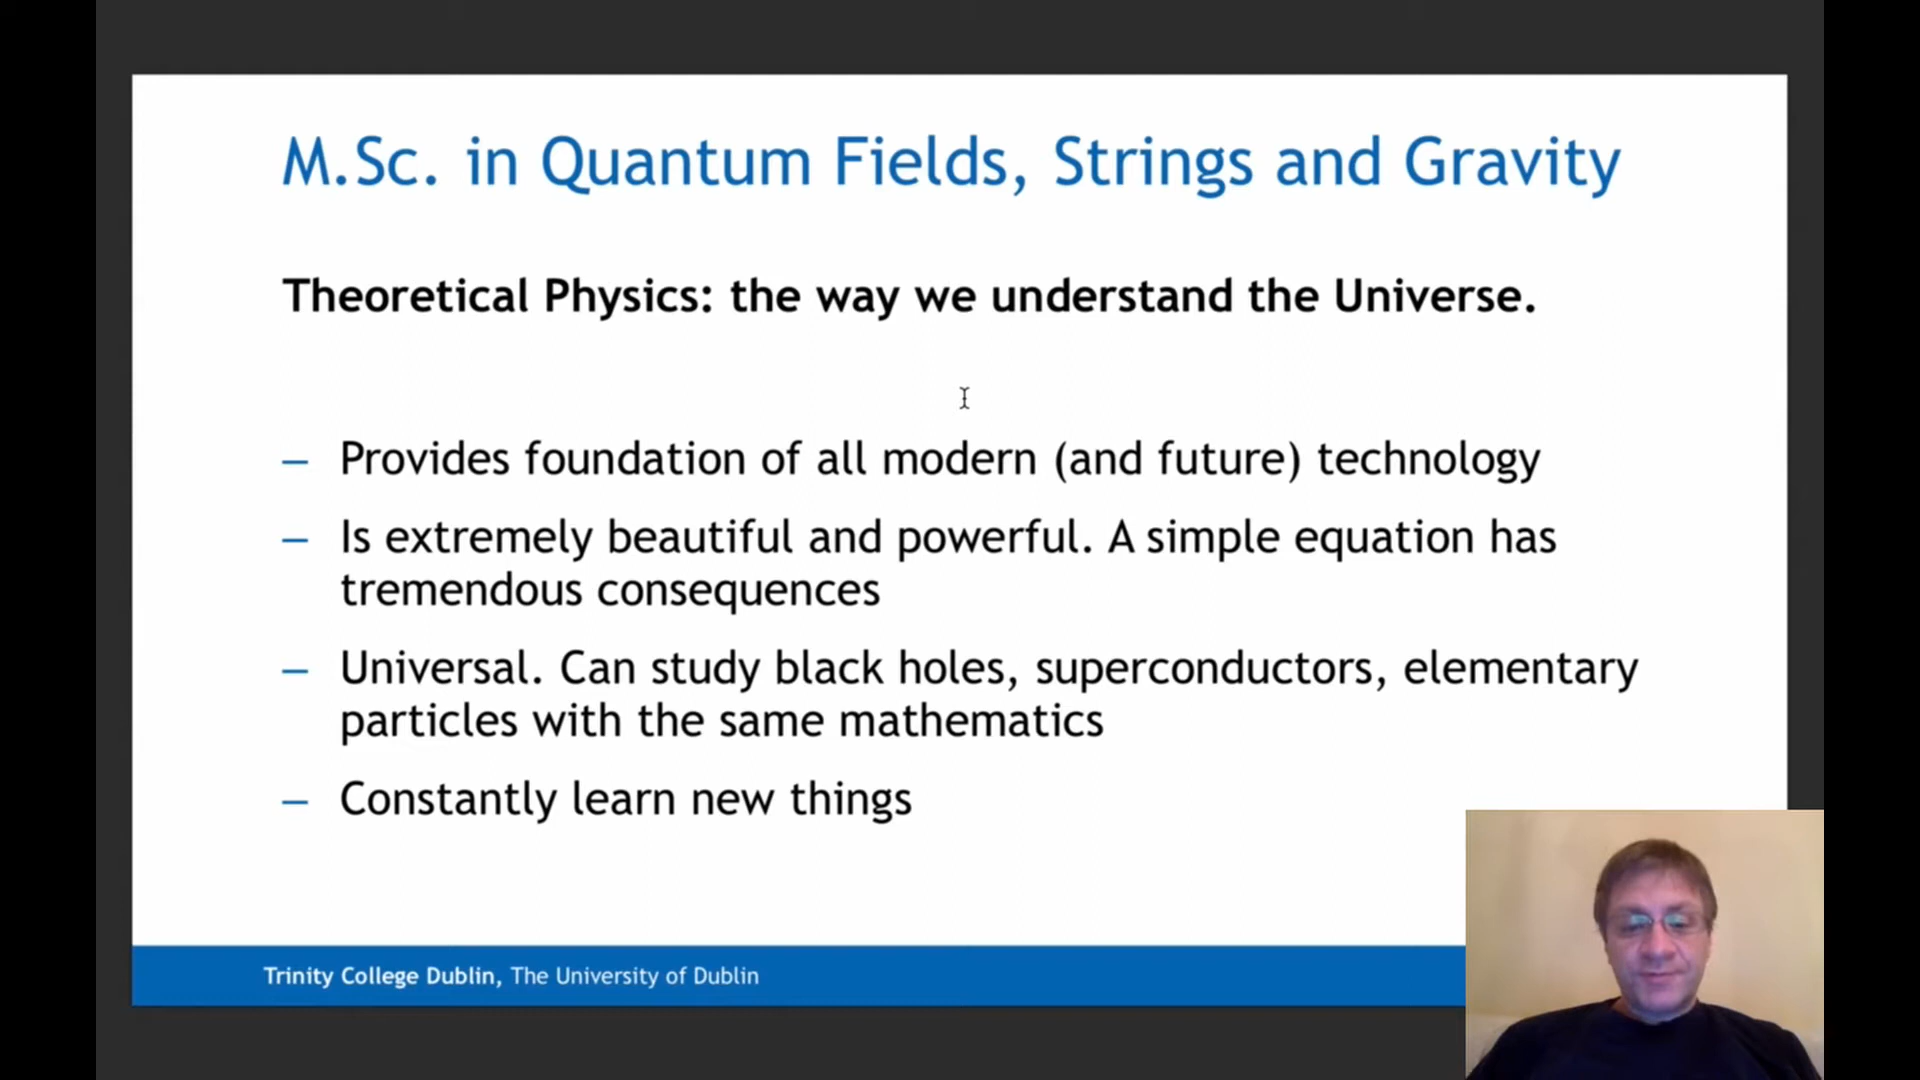 M.Sc. in Quantum Fields, Strings and Gravity
Theoretical Physics: the way we understand the Universe.
– Provides foundation of all modern (and future) technology
– Is extremely beautiful and powerful. A simple equation has
tremendous consequences
– Universal. Can study black holes, superconductors, elementary
particles with the same mathematics
– Constantly learn new things
Trinity College Dublin, The University of Dublin